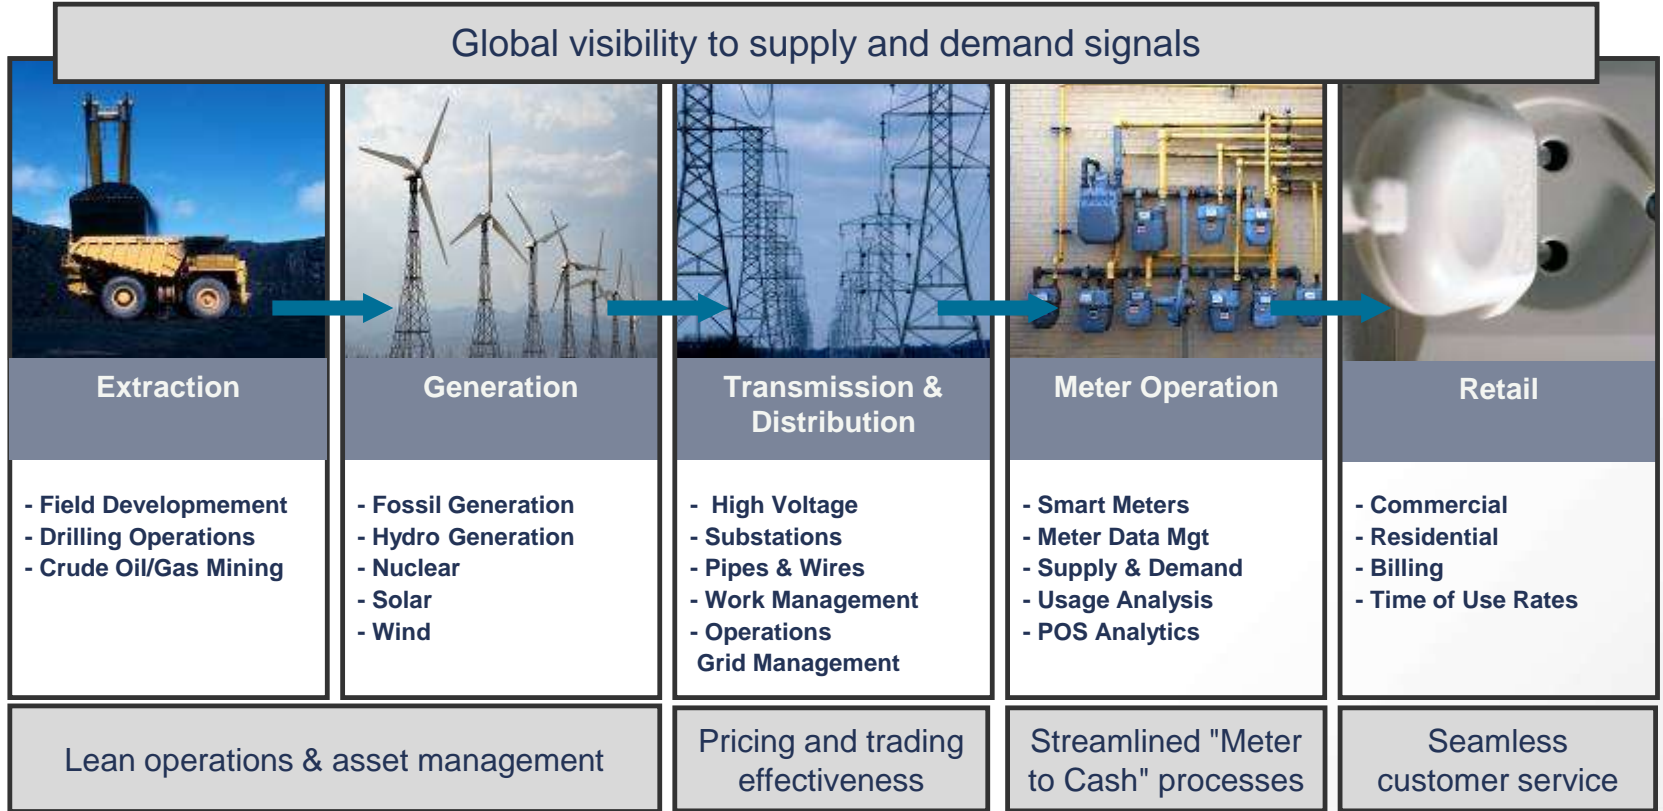 Global visibility to supply and demand signals
Extraction
- Field Developmement
- Drilling Operations
- Crude Oil/Gas Mining
Generation
- Fossil Generation
- Hydro Generation
- Nuclear
- Solar
- Wind
Transmission &
Distribution
- High Voltage
- Substations
- Pipes & Wires
- Work Management
- Operations
Grid Management
Meter Operation
- Smart Meters
- Meter Data Mgt
- Supply & Demand
- Usage Analysis
- POS Analytics
Retail
- Commercial
- Residential
- Billing
- Time of Use Rates
Lean operations & asset management
Pricing and trading
effectiveness
Streamlined "Meter
to Cash" processes
Seamless
customer service